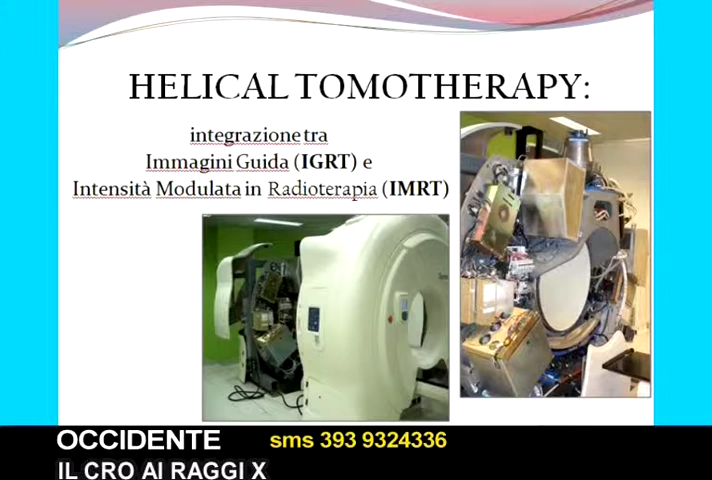 HELICAL TOMOTHERAPY:
integrazione tra
Immagini Guida (IGRT) e
Intensità Modulata in Radioterapia (IMRT)
OCCIDENTE sms 393 9324336
IL CRO AI RAGGI X